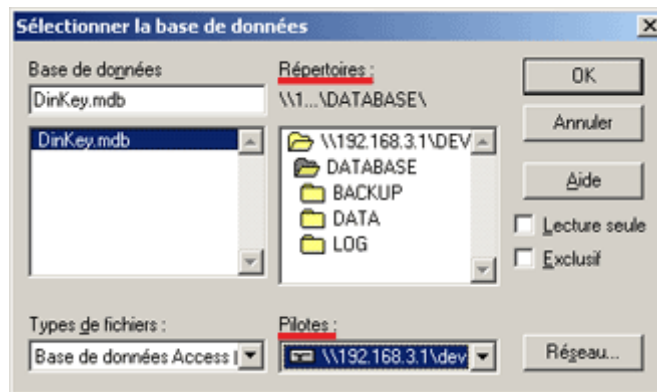 Sélectionner la base de données
Base de données
DinKey.mdb
DinKey.mdb
Répertoires :
\\1...\DATABASE\
\\192.168.3.1\DEV
DATABASE
BACKUP
DATA
LOG
OK
Annuler
Aide
Lecture seule
Exclusif
Types de fichiers :
Base de données Access
Pilotes :
\\192.168.3.1\dev
Réseau...